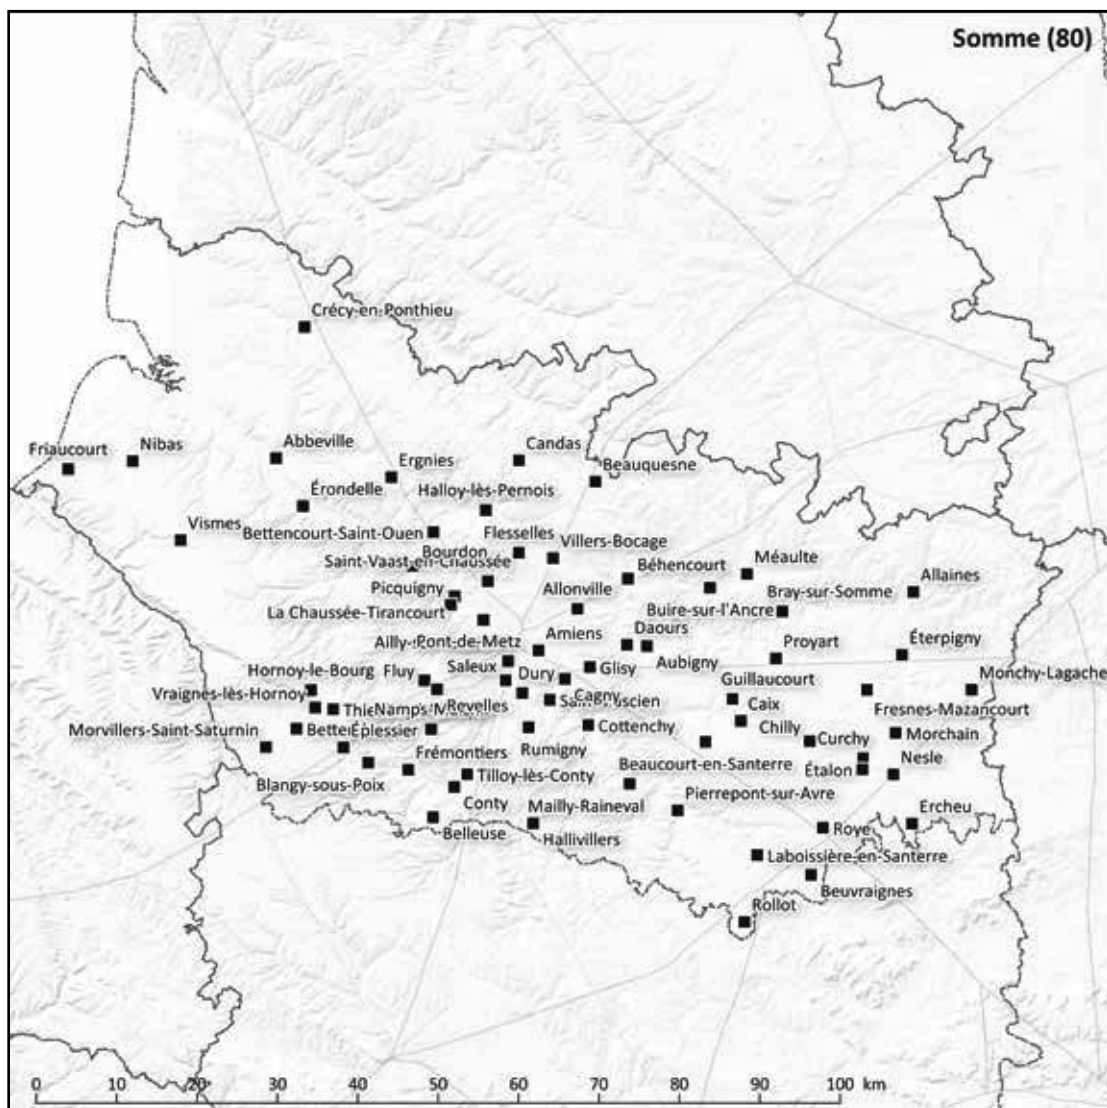 Somme (80)
Crécy-en-Ponthieu
Friaucourt
Nibas
Abbeville
Ergnies
Candas
Beauquesne
Érondelle
Halloy-lès-Pernois
Vismes
Bettencourt-Saint-Ouen
Flesselles
Villers-Bocage
Bourdon
Saint-Vaast-en-Chaussée
Béhencourt
Méaulte
Allaines
Picquigny
Allonville
Buire-sur-l'Ancre
Bray-sur-Somme
La Chaussée-Tirancourt
Ailly-
Pont-de-Metz
Amiens
Daours
Aubigny
Proyart
Éterpigny
Hornoy-le-Bourg
Fluy
Saleux
Dury
Glisy
Guillaucourt
Monchy-Lagache
Vraignes-lès-Hornoy
Revelles
Cagny
Caix
Fresnes-Mazancourt
Morvillers-Saint-Saturnin
Éplessier
Rumigny
Cottenchy
Chilly
Curchy
Morchain
Frémontiers
Beaucourt-en-Santerre
Étalon
Nesle
Blangy-sous-Poix
Tilloy-lès-Conty
Conty
Pierrepont-sur-Avre
Mailly-Raineval
Belleuse
Hallivillers
Roye
Ercheu
Laboissière-en-Santerre
Beuvraignes
Rollot
0 10 20 30 40 50 60 70 80 90 100 km